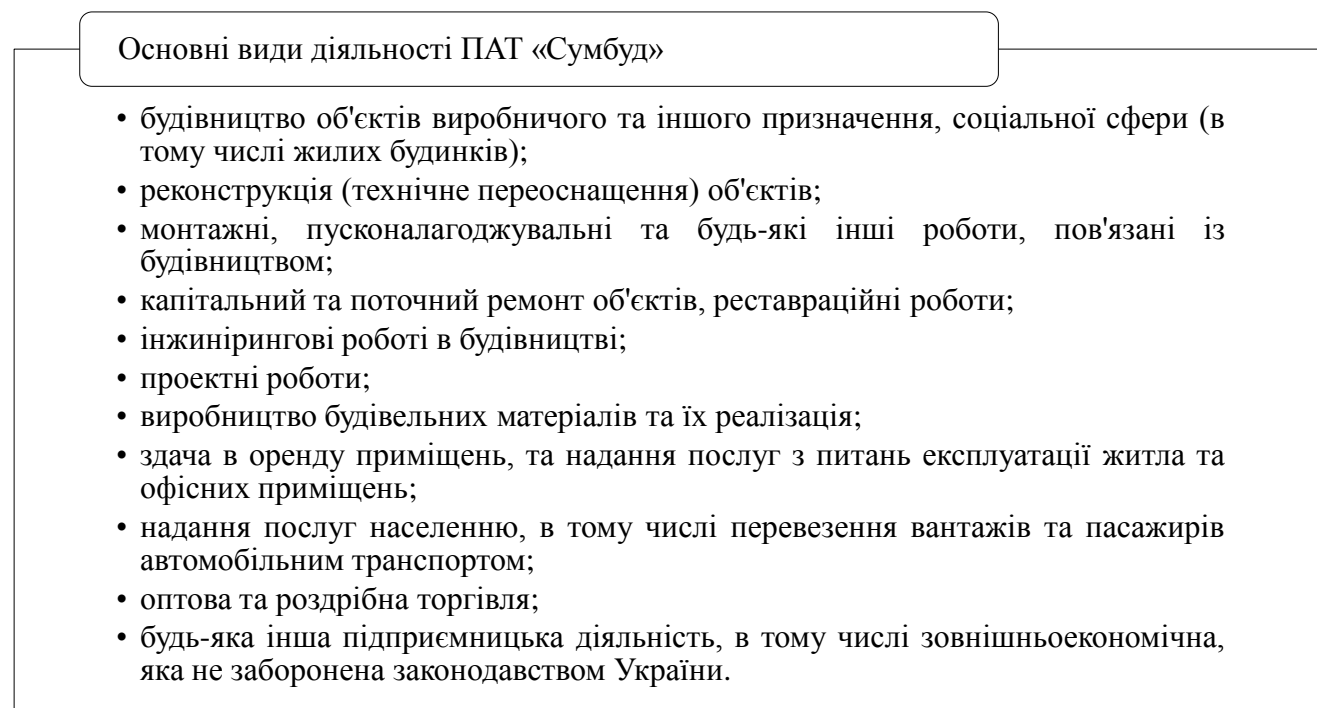 Основні види діяльності ПАТ «Сумбуд»
• будівництво об'єктів виробничого та іншого призначення, соціальної сфери (в
тому числі жилих будинків);
• реконструкція (технічне переоснащення) об'єктів;
• монтажні, пусконалагоджувальні та будь-які інші роботи, пов'язані із
будівництвом;
• капітальний та поточний ремонт об'єктів, реставраційні роботи;
• інжинірингові роботі в будівництві;
• проектні роботи;
• виробництво будівельних матеріалів та їх реалізація;
• здача в оренду приміщень, та надання послуг з питань експлуатації житла та
офісних приміщень;
• надання послуг населенню, в тому числі перевезення вантажів та пасажирів
автомобільним транспортом;
• оптова та роздрібна торгівля;
• будь-яка інша підприємницька діяльність, в тому числі зовнішньоекономічна,
яка не заборонена законодавством України.